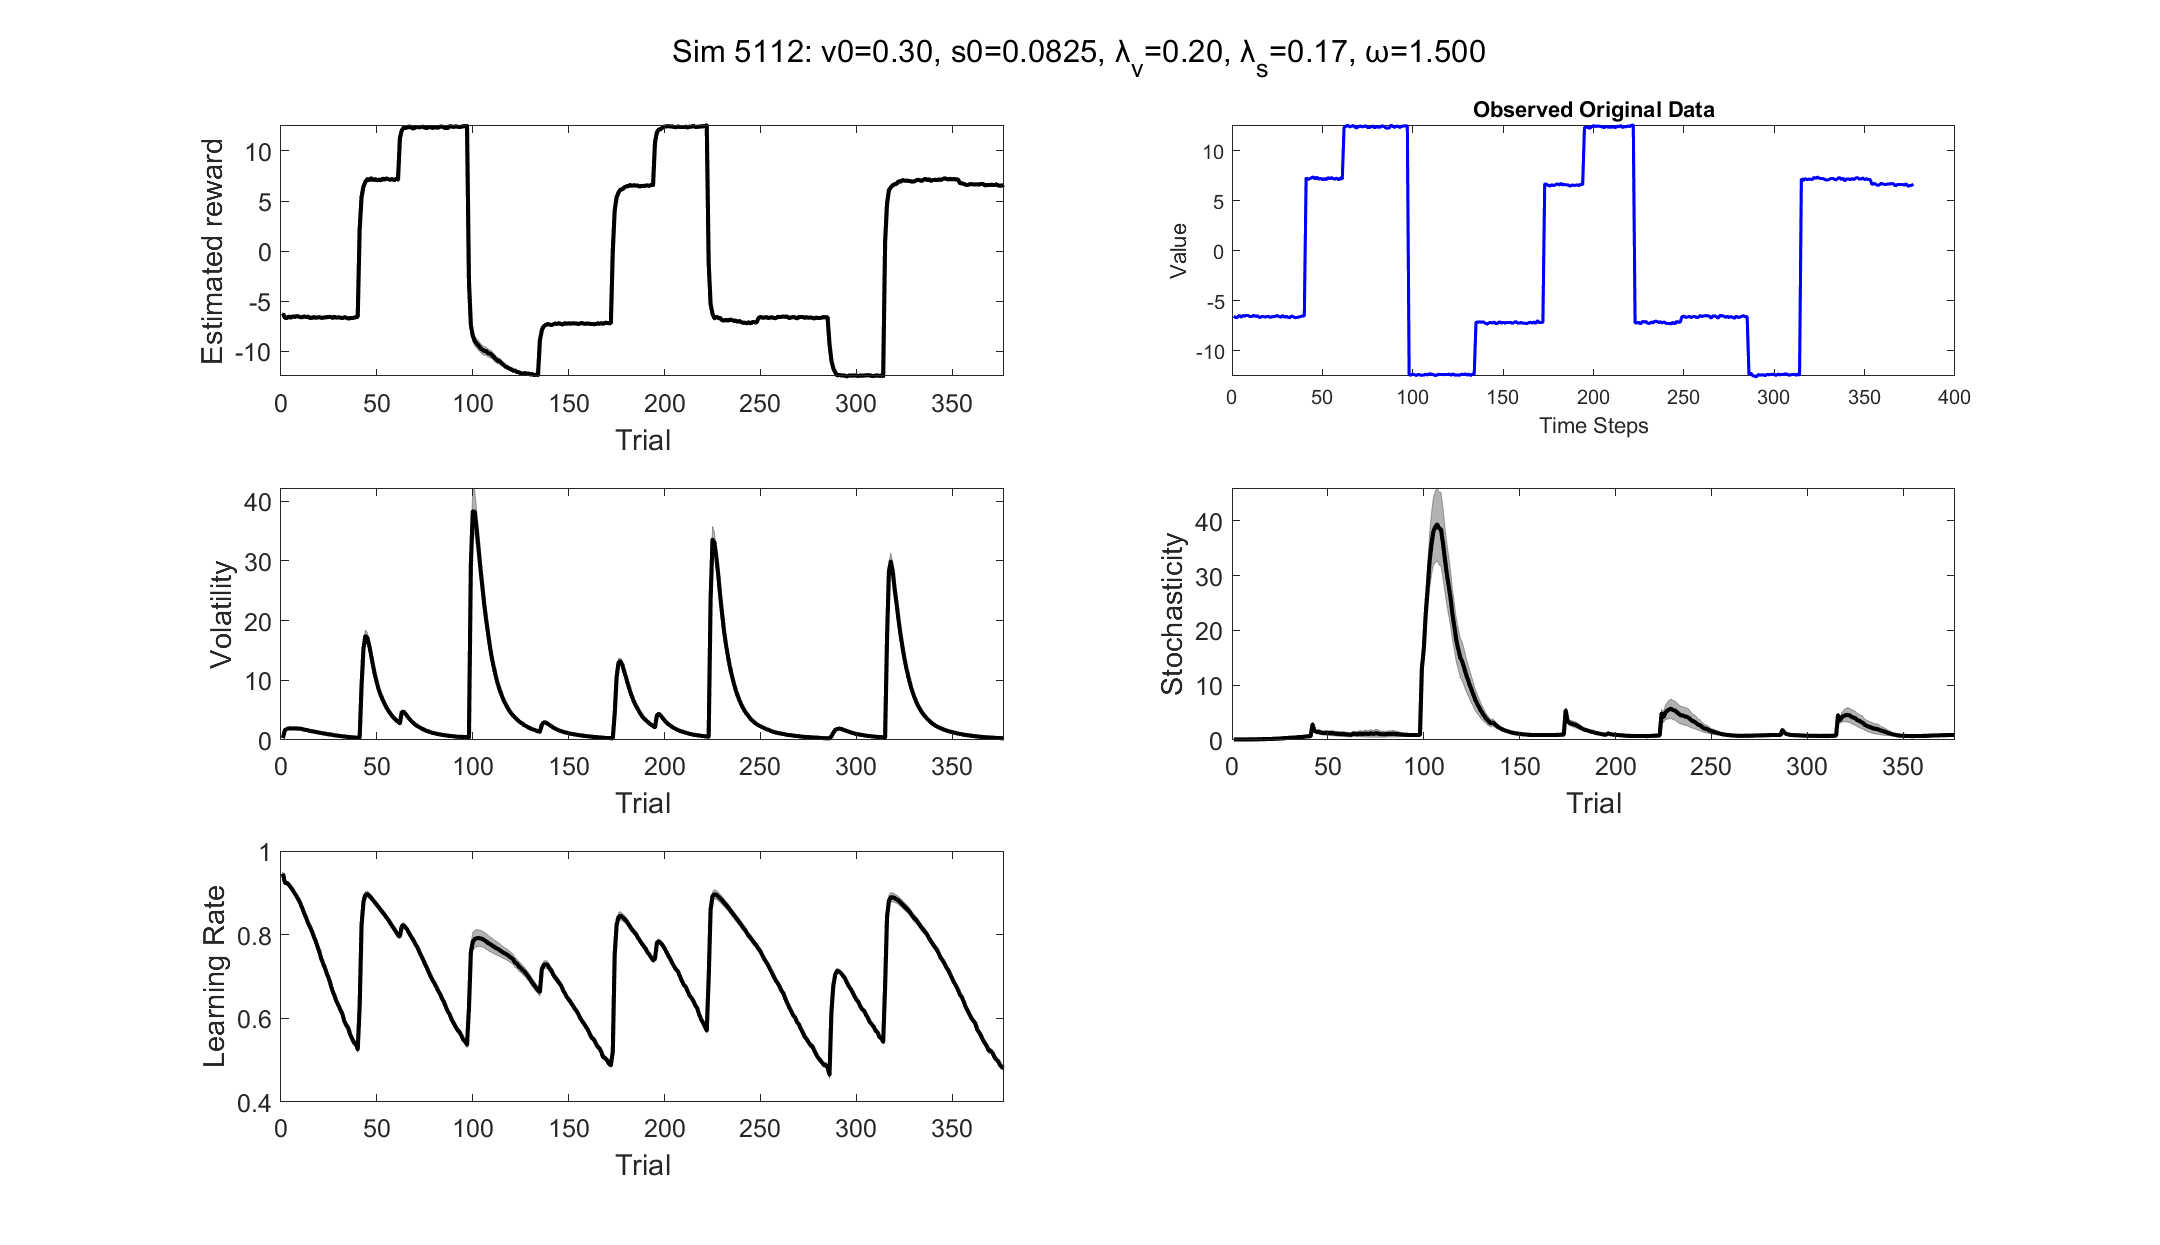 Sim 5112: v0=0.30, s0=0.0825, λv=0.20, λs=0.17, ω=1.500
Estimated reward
10
5
0
-5
-10
0 50 100 150 200 250 300 350
Trial
Observed Original Data
Value
10
5
0
-5
-10
0 50 100 150 200 250 300 350 400
Time Steps
Volatility
40
30
20
10
0
0 50 100 150 200 250 300 350
Trial
Stochasticity
40
30
20
10
0
0 50 100 150 200 250 300 350
Trial
Learning Rate
1
0.8
0.6
0.4
0 50 100 150 200 250 300 350
Trial